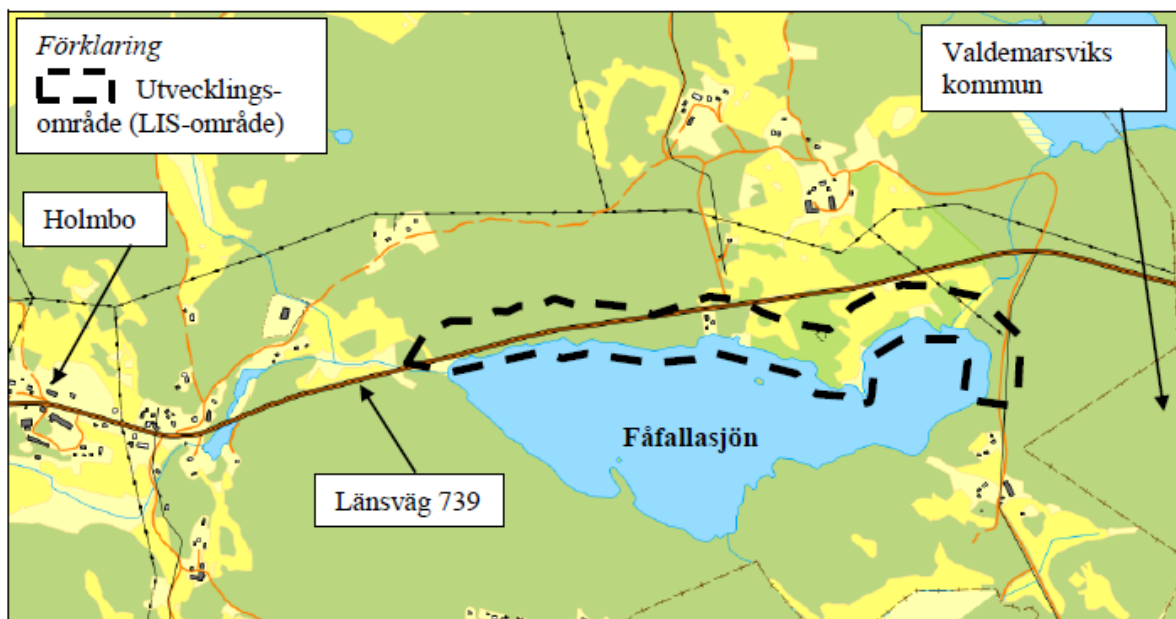 Förklaring
Utvecklings-
område (LIS-område)
Valdemarsviks
kommun
Holmbo
Fåfallasjön
Länsväg 739